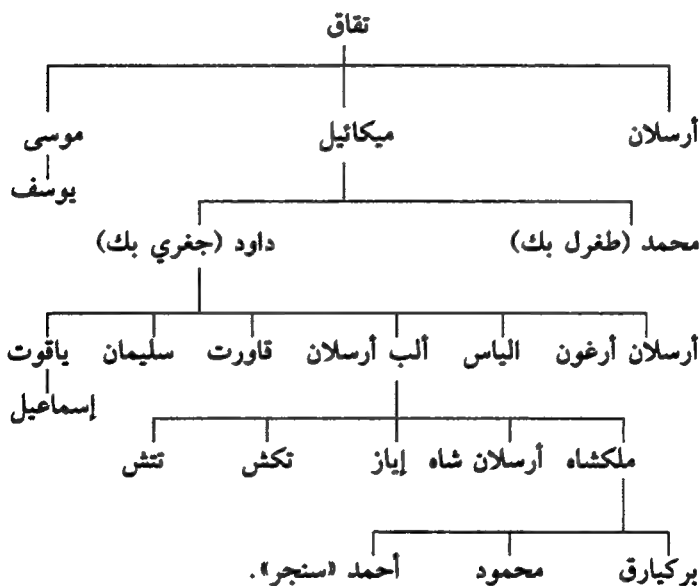 تقاق
أرسلان ميكائيل موسى
يوسف
محمد (طغرل بك) داود (جغري بك)
أرسلان أرغون الياس ألب أرسلان قاورت سليمان ياقوت
إسماعيل
ملكشاه أرسلان شاه إياز تكش تتش
بركيارق محمود أحمد «سنجر».